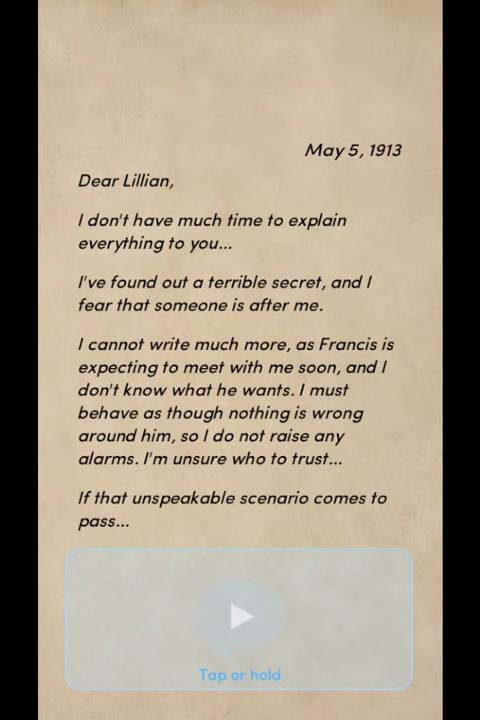 May 5, 1913
Dear Lillian,
I don't have much time to explain
everything to you...
I've found out a terrible secret, and I
fear that someone is after me.
I cannot write much more, as Francis is
expecting to meet with me soon, and I
don't know what he wants. I must
behave as though nothing is wrong
around him, so I do not raise any
alarms. I'm unsure who to trust...
If that unspeakable scenario comes to
pass...
Tap or hold